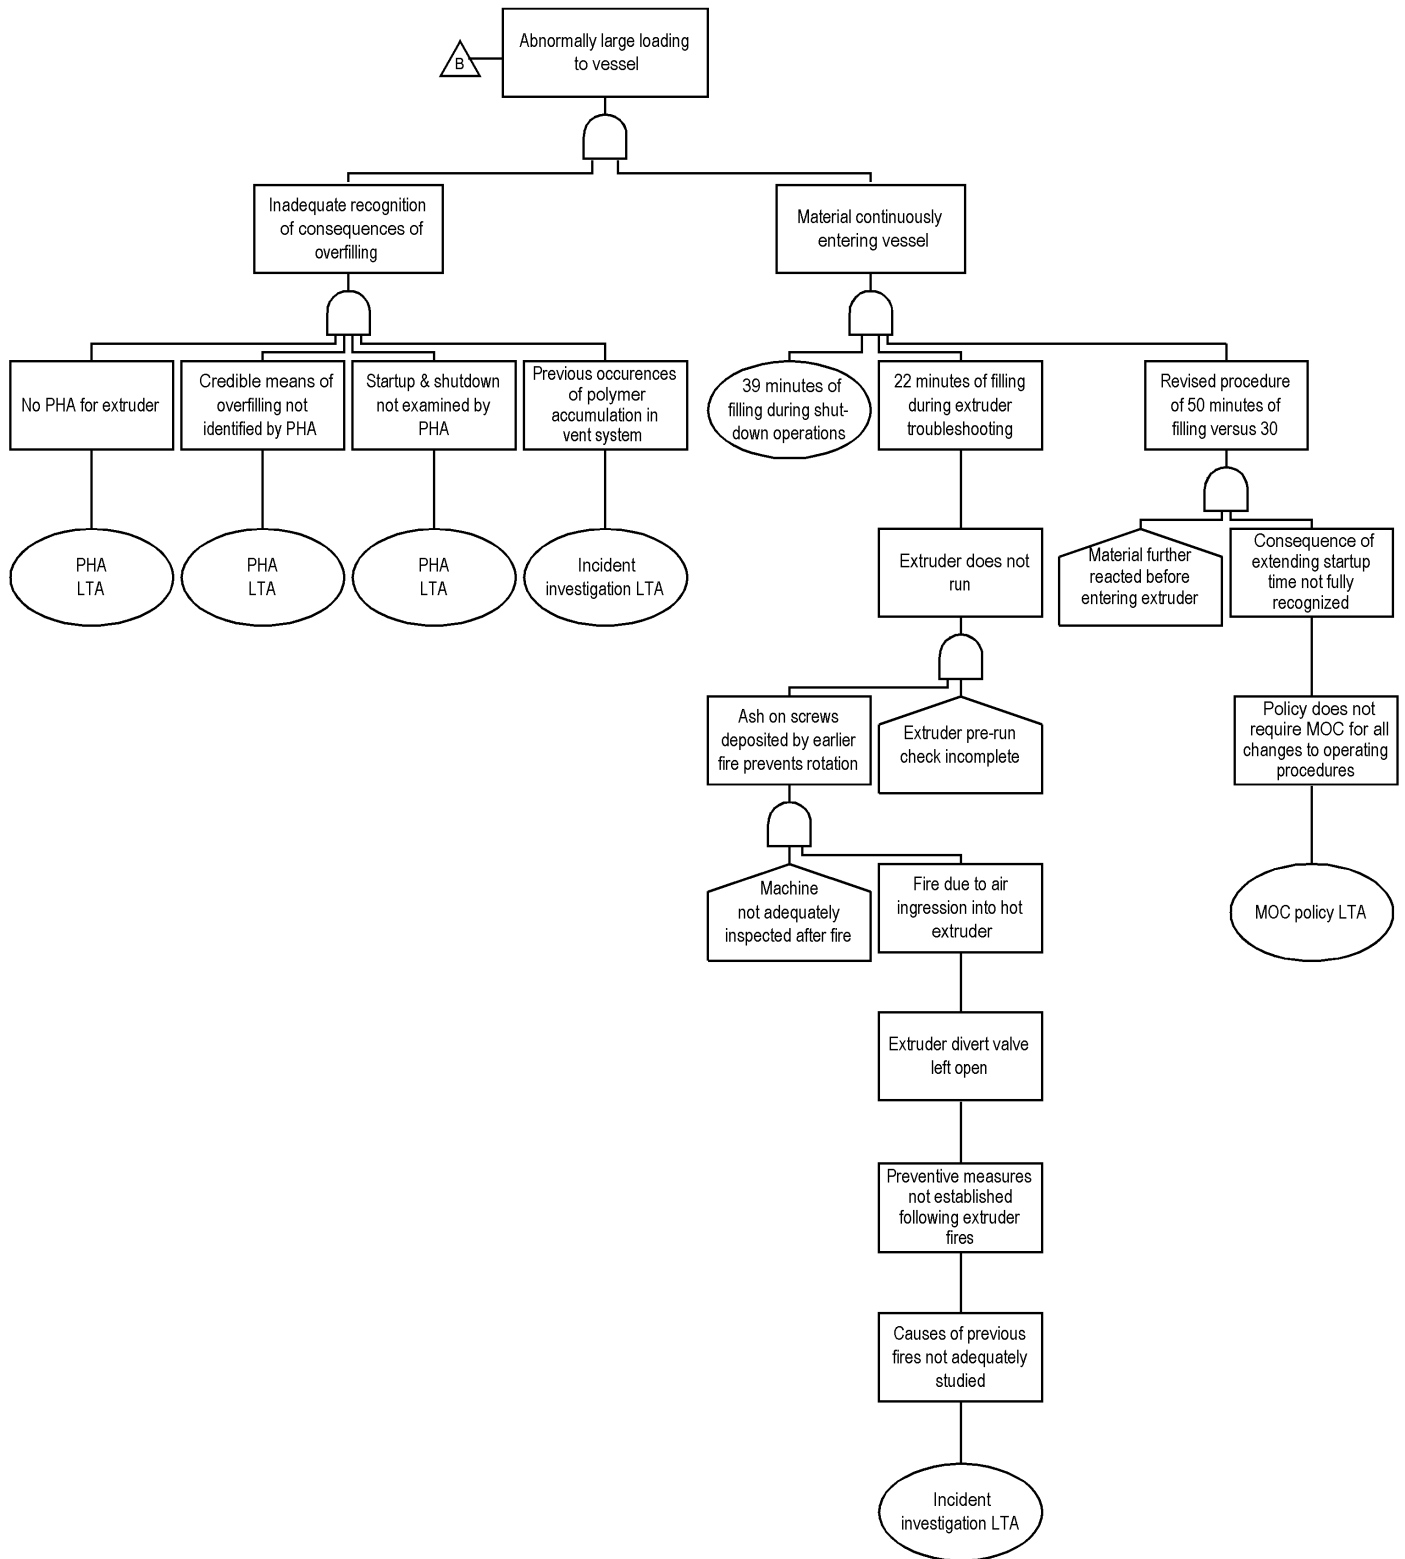 Abnormally large loading
to vessel
B
Inadequate recognition
of consequences of
overfilling
Material continuously
entering vessel
No PHA for extruder
Credible means of
overfilling not
identified by PHA
Startup & shutdown
not examined by
PHA
Previous occurences
of polymer
accumulation in
vent system
39 minutes of
filling during shut-
down operations
22 minutes of filling
during extruder
troubleshooting
Revised procedure
of 50 minutes of
filling versus 30
PHA
LTA
PHA
LTA
PHA
LTA
Incident
investigation LTA
Extruder does not
run
Material further
reacted before
entering extruder
Consequence of
extending startup
time not fully
recognized
Ash on screws
deposited by earlier
fire prevents rotation
Extruder pre-run
check incomplete
Policy does not
require MOC for all
changes to operating
procedures
Machine
not adequately
inspected after fire
Fire due to air
ingression into hot
extruder
MOC policy LTA
Extruder divert valve
left open
Preventive measures
not established
following extruder
fires
Causes of previous
fires not adequately
studied
Incident
investigation LTA